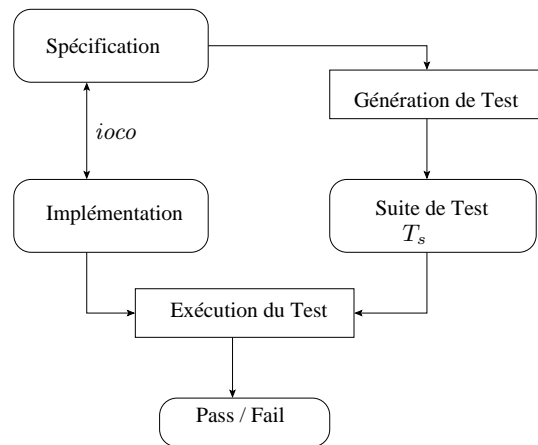 Spécification
Génération de Test
ioco
Implémentation
Suite de Test
T_s
Exécution du Test
Pass / Fail